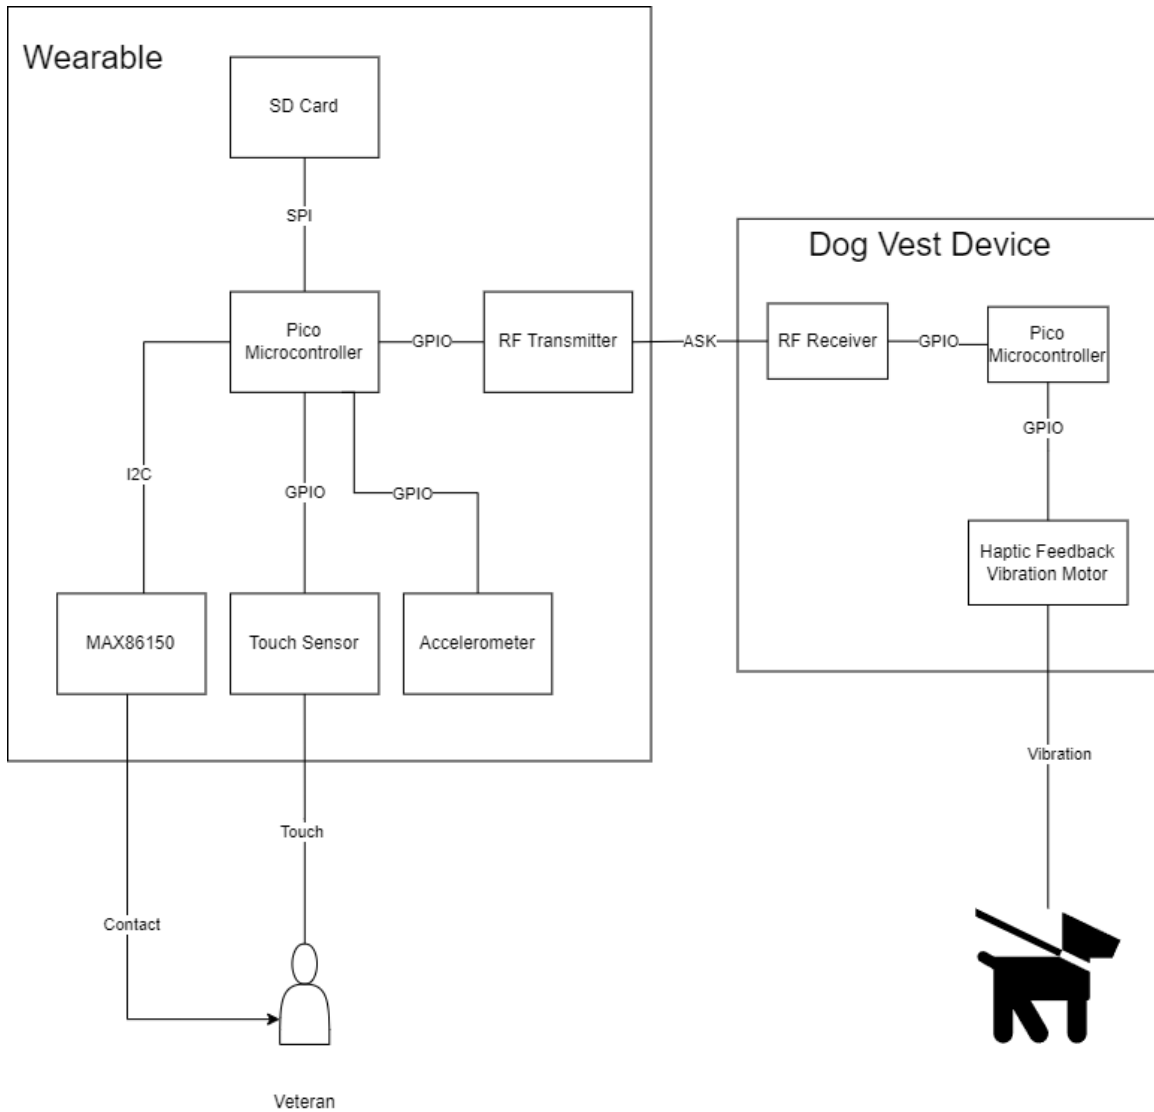 Wearable
SD Card
SPI
Dog Vest Device
Pico
Microcontroller
GPIO
RF Transmitter
ASK
RF Receiver
GPIO
Pico
Microcontroller
GPIO
I2C
GPIO
GPIO
Haptic Feedback
Vibration Motor
MAX86150
Touch Sensor
Accelerometer
Vibration
Touch
Contact
Veteran